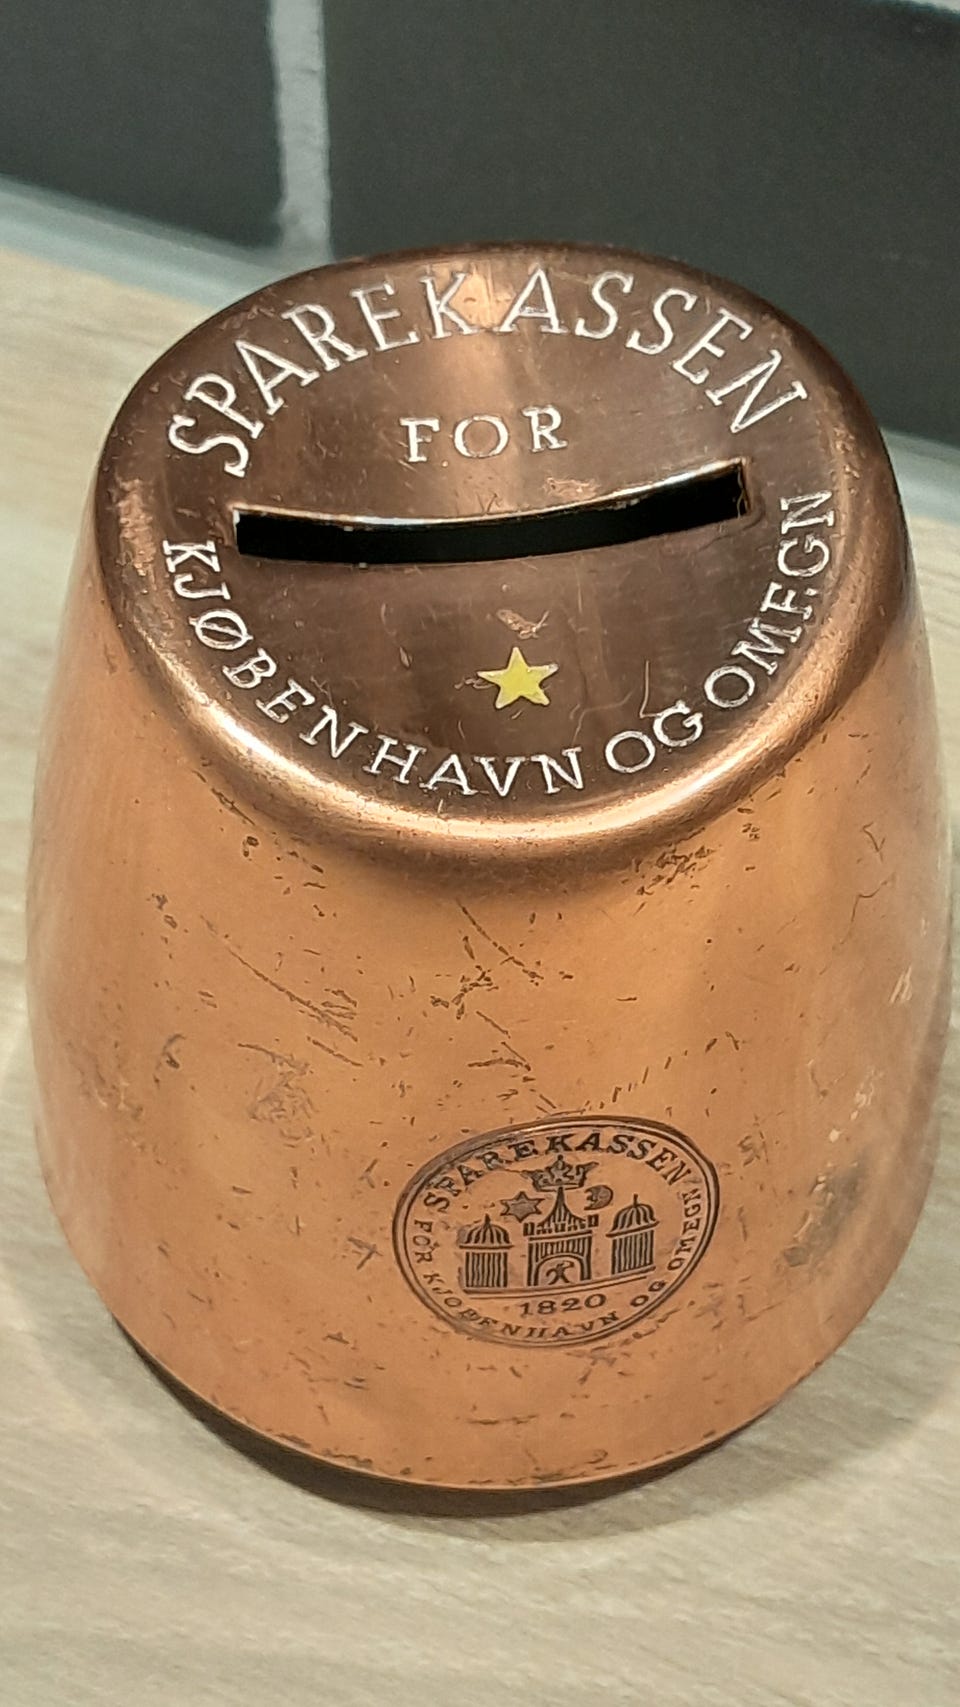 SPAREKASSEN
FOR
KJØBENHAVN OG OMEGN
SPAREKASSEN
FOR KJØBENHAVN OG OMEGN
1820